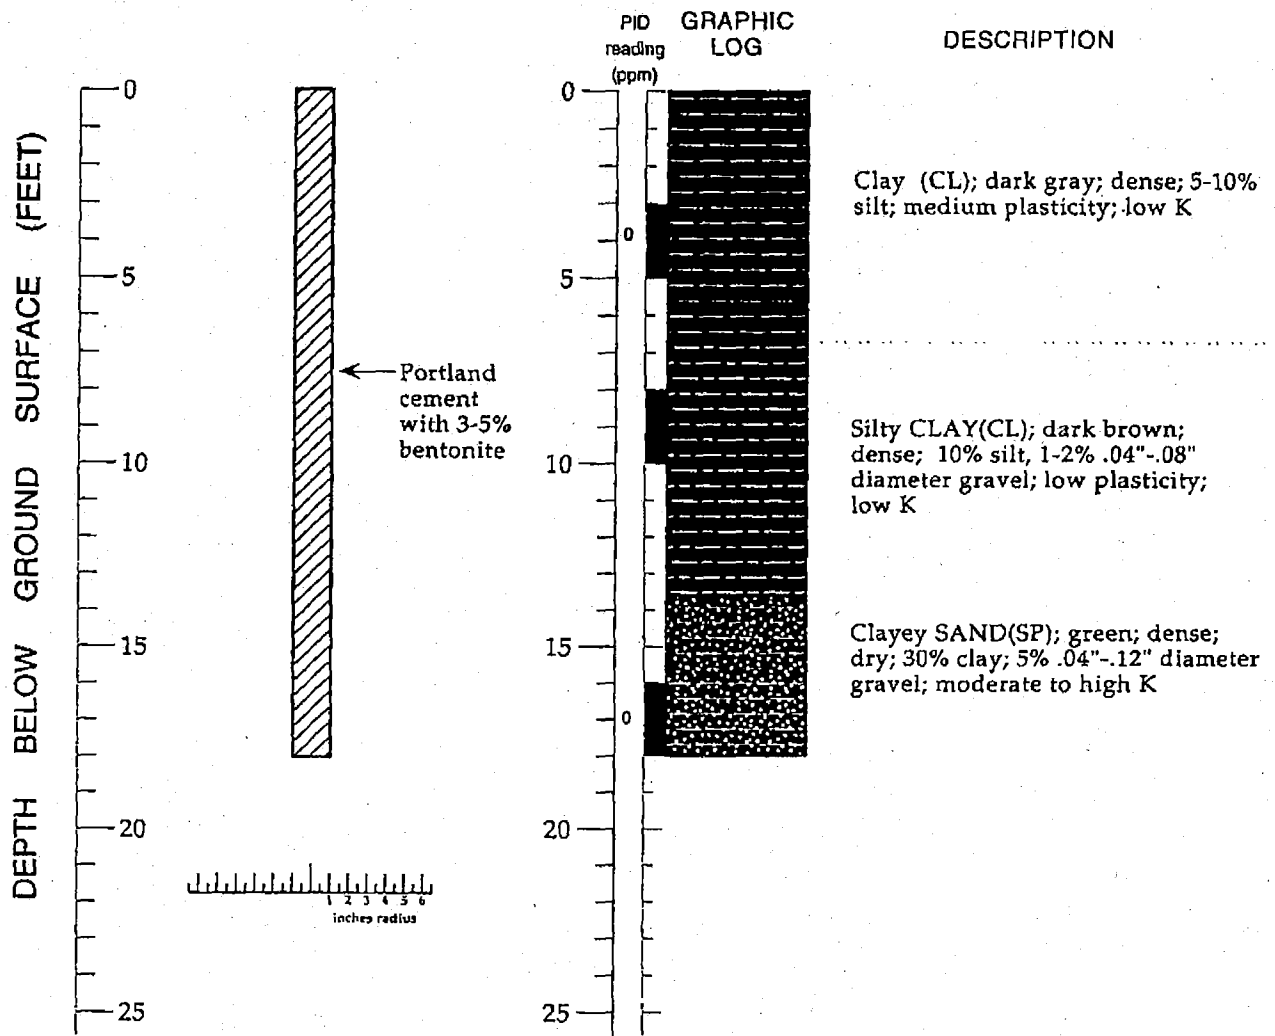 PID
reading
(ppm)
GRAPHIC
LOG
DESCRIPTION
DEPTH BELOW GROUND SURFACE (FEET)
0
5
10
15
20
25
Portland
cement
with 3-5%
bentonite
1 2 3 4 5 6
inches radius
0
5
10
15
20
25
0
0
Clay (CL); dark gray; dense; 5-10%
silt; medium plasticity; low K
Silty CLAY(CL); dark brown;
dense; 10% silt, 1-2% .04"-.08"
diameter gravel; low plasticity;
low K
Clayey SAND(SP); green; dense;
dry; 30% clay; 5% .04"-.12" diameter
gravel; moderate to high K